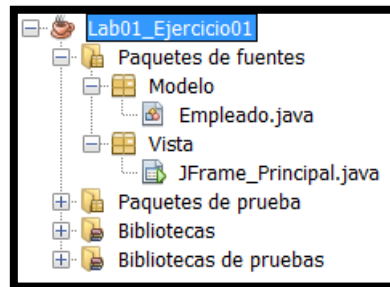 Lab01_Ejercicio01
Paquetes de fuentes
Modelo
Empleado.java
Vista
JFrame_Principal.java
Paquetes de prueba
Bibliotecas
Bibliotecas de pruebas